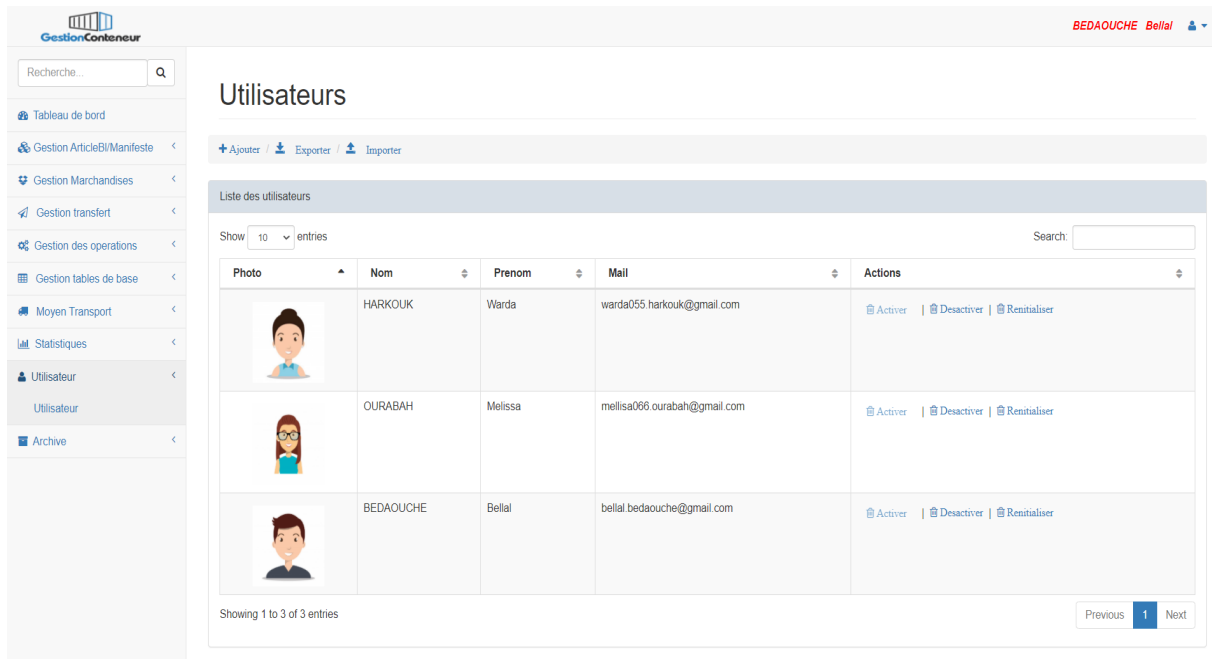 GestionConteneur
BEDAOUCHE Bellal
Recherche...
Tableau de bord
Gestion ArticleBl/Manifeste
Gestion Marchandises
Gestion transfert
Gestion des operations
Gestion tables de base
Moyen Transport
Statistiques
Utilisateur
Utilisateur
Archive
Utilisateurs
Ajouter / Exporter / Importer
Liste des utilisateurs
Show 10 entries
Search:
Photo Nom Prenom Mail Actions
HARKOUK Warda warda055.harkouk@gmail.com Activer | Desactiver | Renitialiser
OURABAH Melissa mellisa066.ourabah@gmail.com Activer | Desactiver | Renitialiser
BEDAOUCHE Bellal bellal.bedaouche@gmail.com Activer | Desactiver | Renitialiser
Showing 1 to 3 of 3 entries
Previous 1 Next